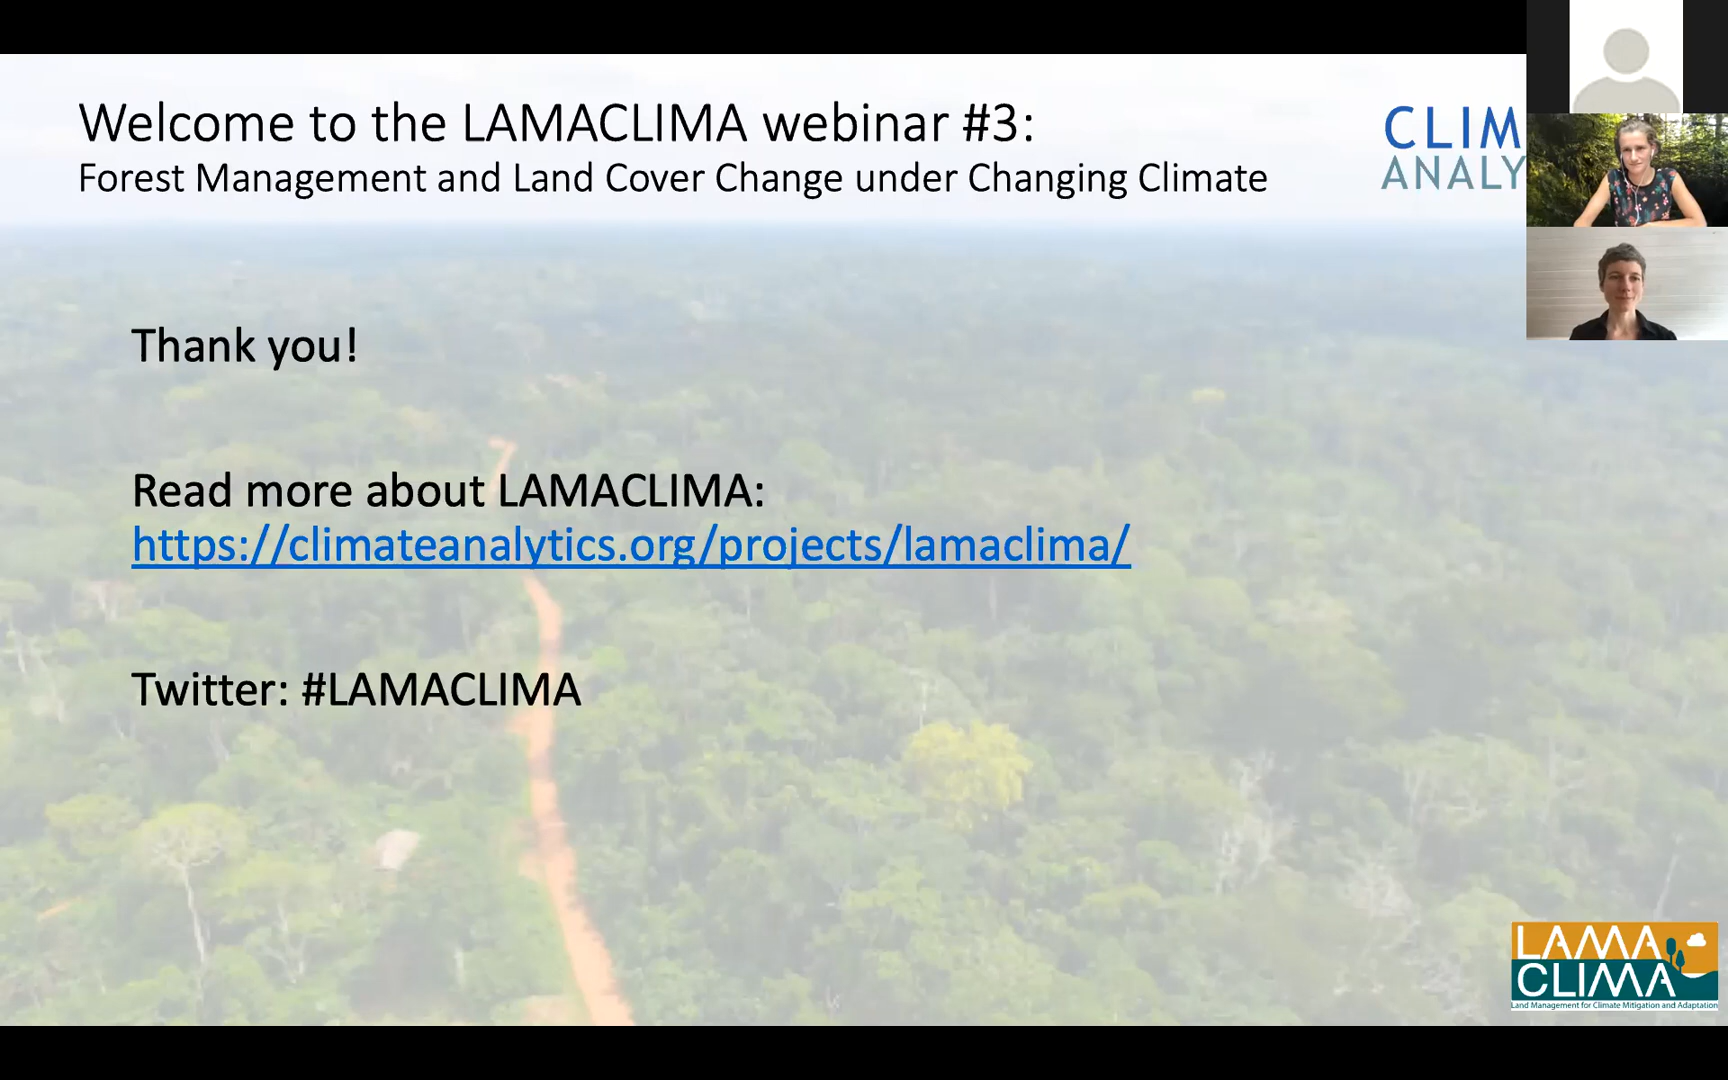 Welcome to the LAMACLIMA webinar #3:
Forest Management and Land Cover Change under Changing Climate
CLIM
ANALY
Thank you!
Read more about LAMACLIMA:
https://climateanalytics.org/projects/lamaclima/
Twitter: #LAMACLIMA
LAMA
CLIMA
Land Management for Climate Mitigation and Adaptation